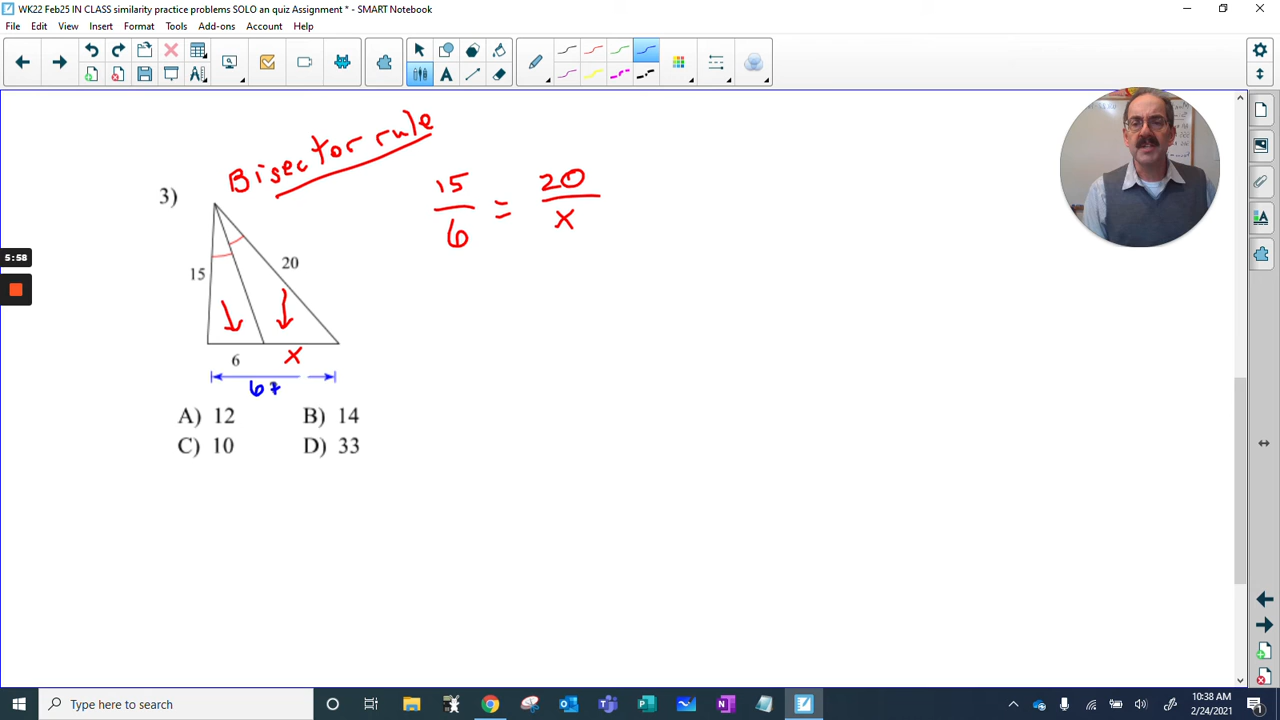 WK22 Feb25 IN CLASS similarity practice problems SOLO an quiz Assignment * - SMART Notebook
File Edit View Insert Format Tools Add-ons Account Help
Bisector rule
3)
15/6 = 20/x
15
20
6
x
6+
A) 12 B) 14
C) 10 D) 33
5:58
Type here to search
10:38 AM
2/24/2021
1